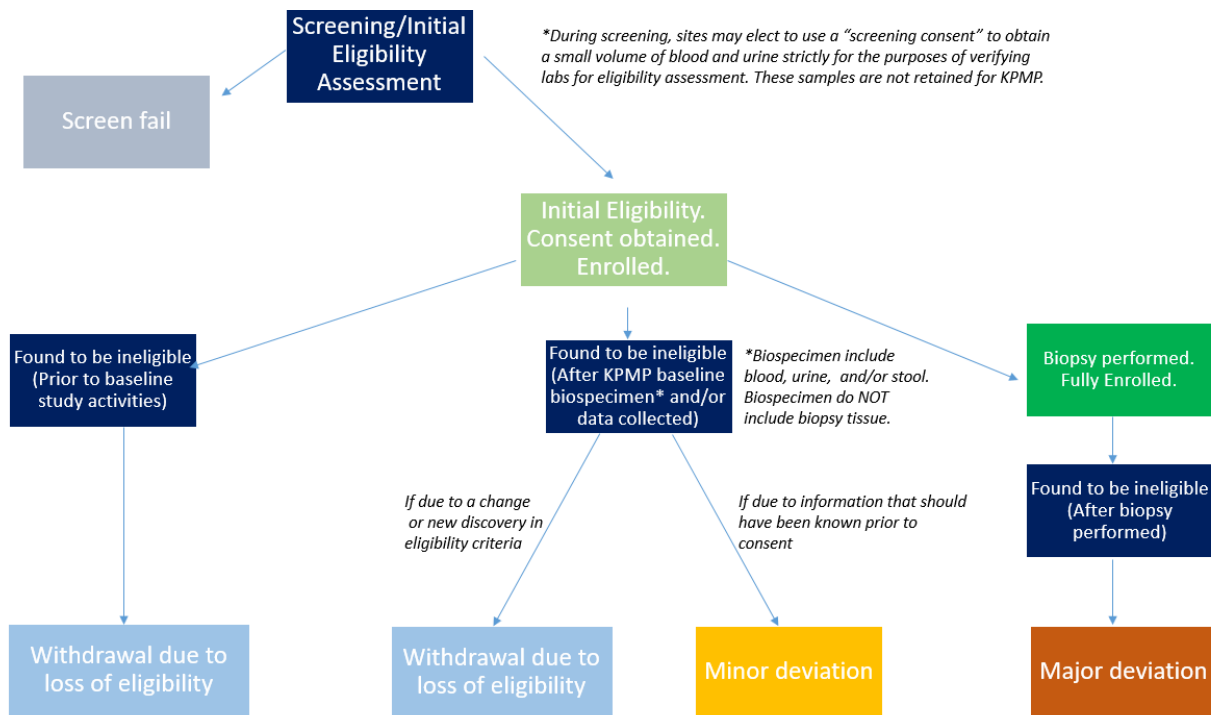 Screening/Initial
Eligibility
Assessment
*During screening, sites may elect to use a “screening consent” to obtain
a small volume of blood and urine strictly for the purposes of verifying
labs for eligibility assessment. These samples are not retained for KPMP.
Screen fail
Initial Eligibility.
Consent obtained.
Enrolled.
Found to be ineligible
(Prior to baseline
study activities)
Found to be ineligible
(After KPMP baseline
biospecimen* and/or
data collected)
*Biospecimen include
blood, urine, and/or stool.
Biospecimen do NOT
include biopsy tissue.
Biopsy performed.
Fully Enrolled.
If due to a change
or new discovery in
eligibility criteria
If due to information that should
have been known prior to
consent
Found to be ineligible
(After biopsy
performed)
Withdrawal due to
loss of eligibility
Withdrawal due to
loss of eligibility
Minor deviation
Major deviation